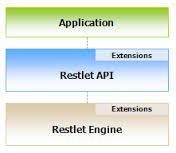 Application
Extensions
Restlet API
Extensions
Restlet Engine